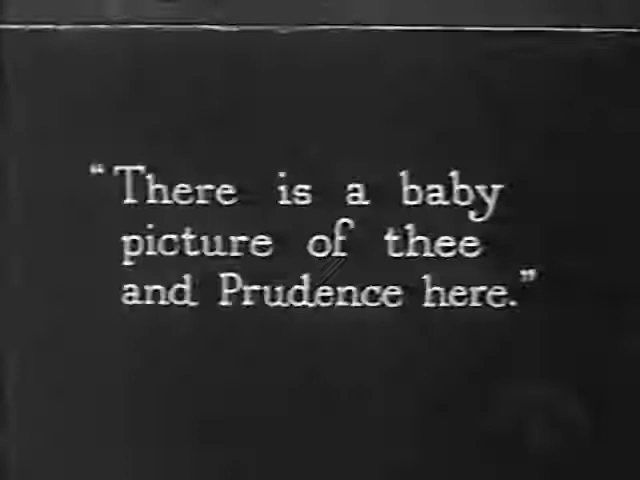 “There is a baby
picture of thee
and Prudence here.”